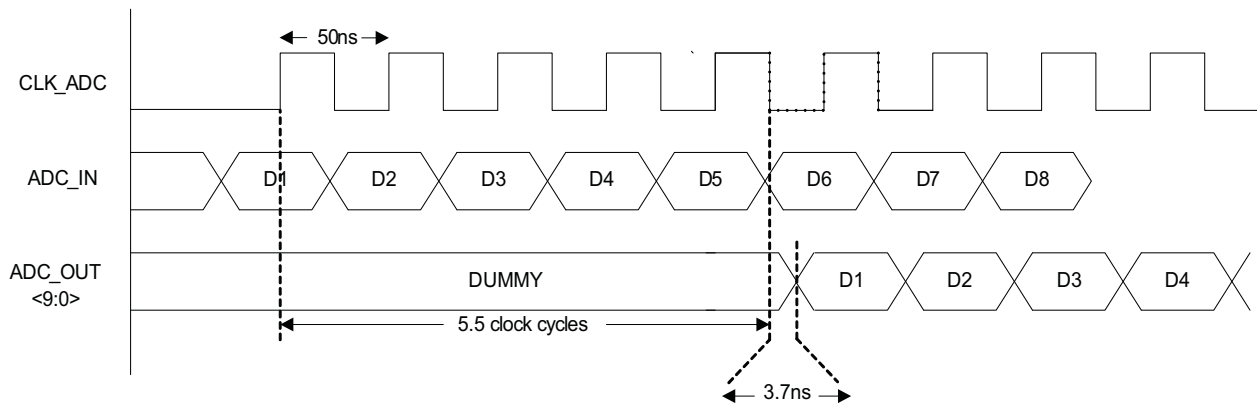 50ns
CLK_ADC
ADC_IN
D1 D2 D3 D4 D5 D6 D7 D8
ADC_OUT
<9:0>
DUMMY
D1 D2 D3 D4
5.5 clock cycles
3.7ns